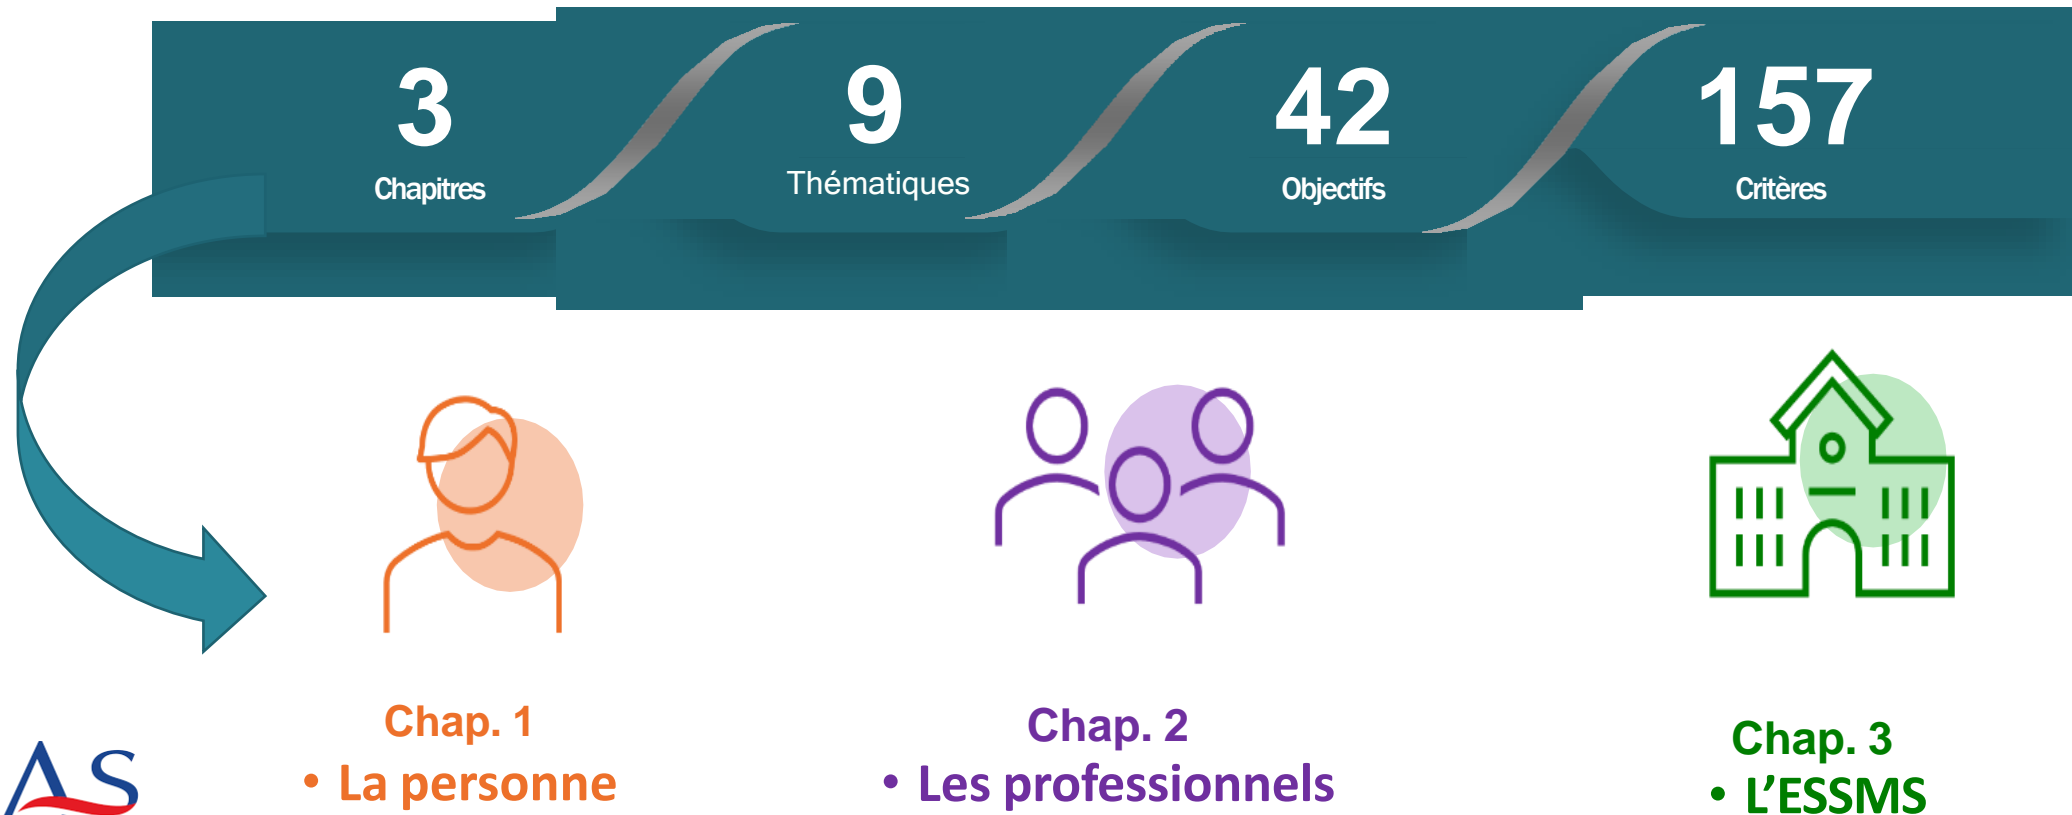 3
Chapitres
9
Thématiques
42
Objectifs
157
Critères
Chap. 1
• La personne
Chap. 2
• Les professionnels
Chap. 3
• L’ESSMS
AS